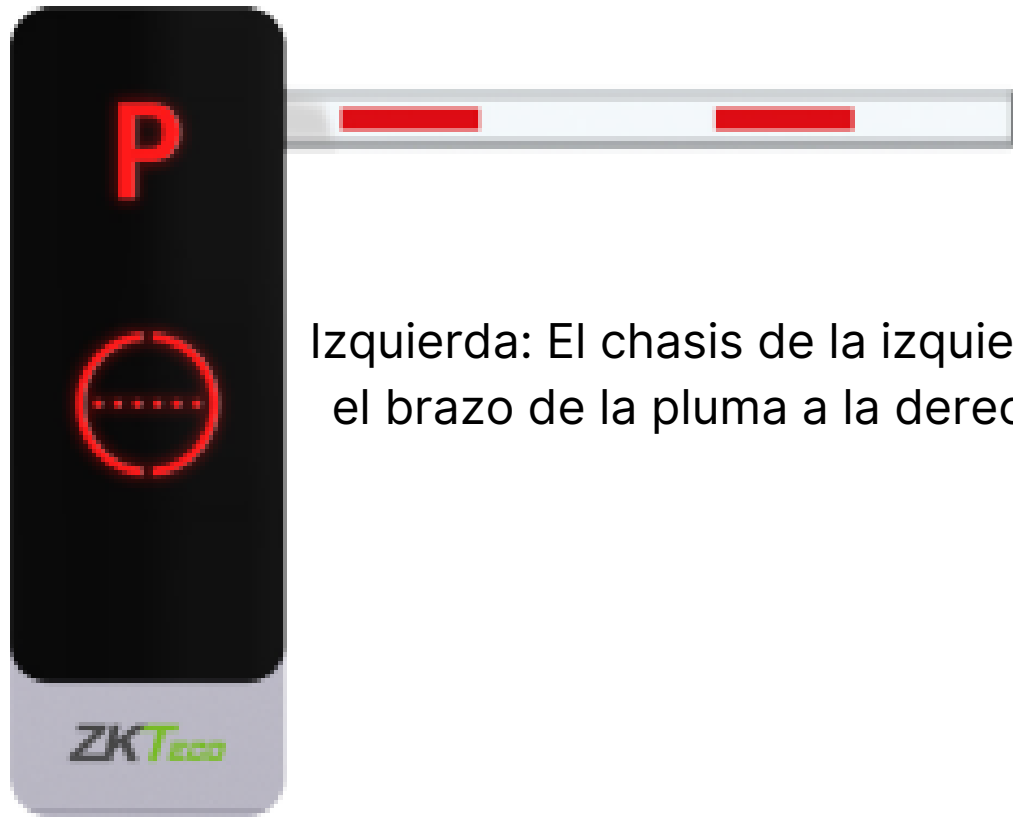 P
Izquierda: El chasis de la izquie
el brazo de la pluma a la derec
ZKTeco